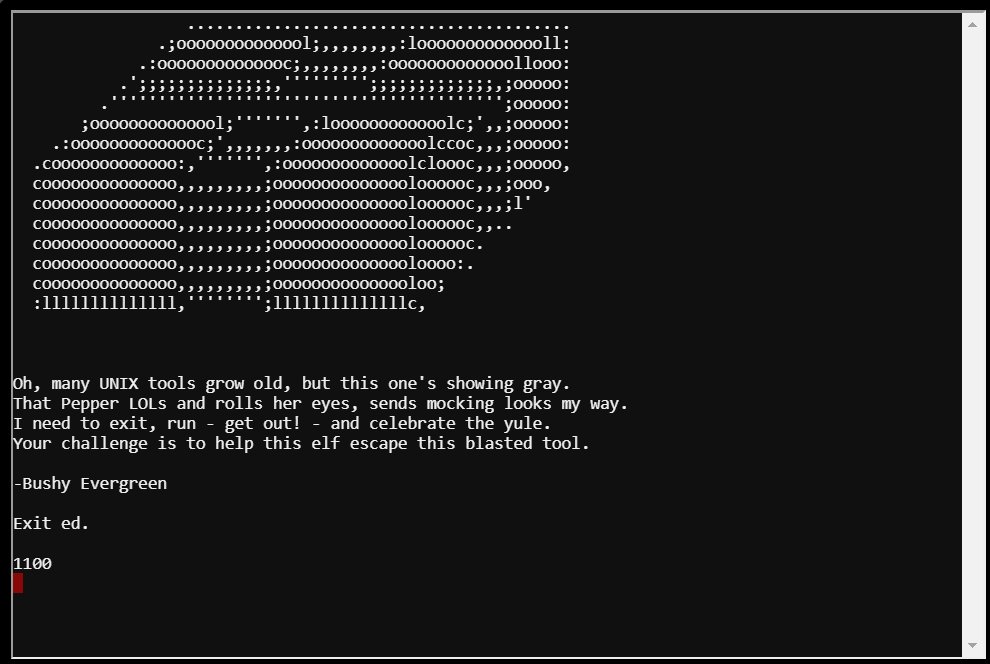 Oh, many UNIX tools grow old, but this one's showing gray.
That Pepper LOLs and rolls her eyes, sends mocking looks my way.
I need to exit, run - get out! - and celebrate the yule.
Your challenge is to help this elf escape this blasted tool.
-Bushy Evergreen
Exit ed.
1100